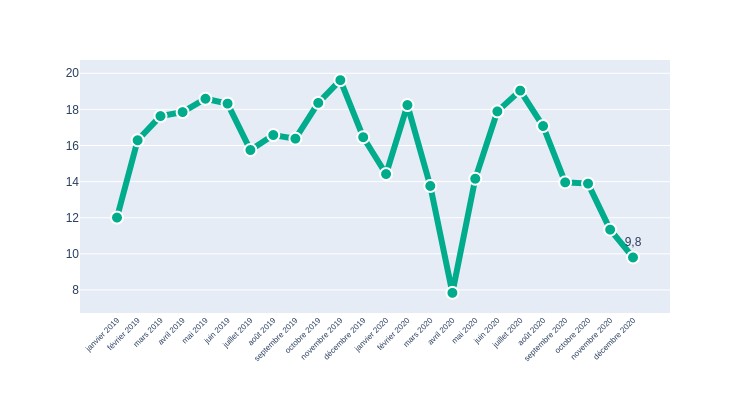 20
18
16
14
12
10
8
9,8
janvier 2019
février 2019
mars 2019
avril 2019
mai 2019
juin 2019
juillet 2019
août 2019
septembre 2019
octobre 2019
novembre 2019
décembre 2019
janvier 2020
février 2020
mars 2020
avril 2020
mai 2020
juin 2020
juillet 2020
août 2020
septembre 2020
octobre 2020
novembre 2020
décembre 2020